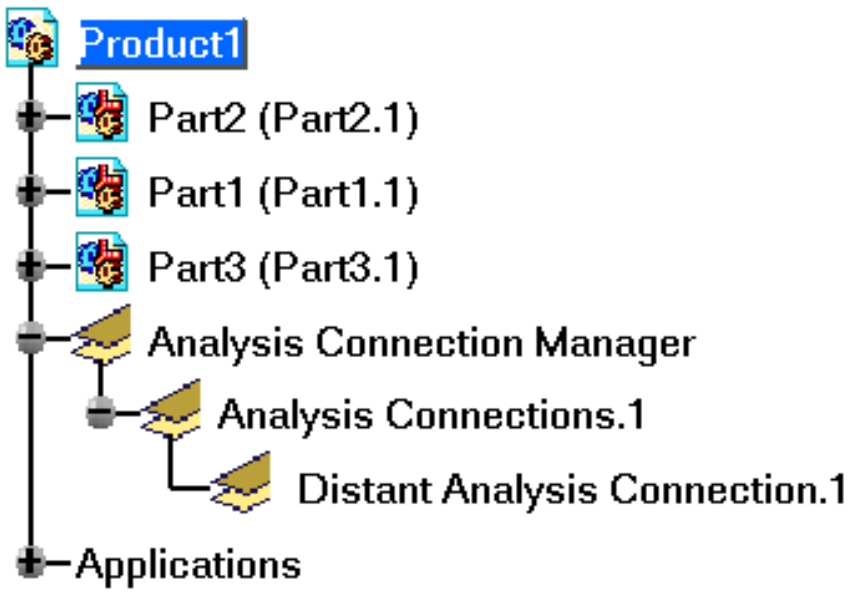 Product1
Part2 (Part2.1)
Part1 (Part1.1)
Part3 (Part3.1)
Analysis Connection Manager
Analysis Connections.1
Distant Analysis Connection.1
Applications